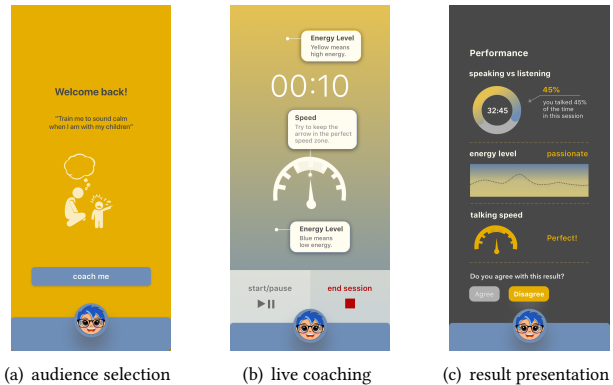 Welcome back!
"Train me to sound calm
when I am with my children"
coach me
(a) audience selection
Energy Level
Yellow means
high energy.
00:10
Speed
Try to keep the
arrow in the perfect
speed zone.
Energy Level
Blue means
low energy.
start/pause
end session
(b) live coaching
Performance
speaking vs listening
32:45
45%
you talked 45%
of the time
in this session
energy level
passionate
talking speed
Perfect!
Do you agree with this result?
Agree
Disagree
(c) result presentation